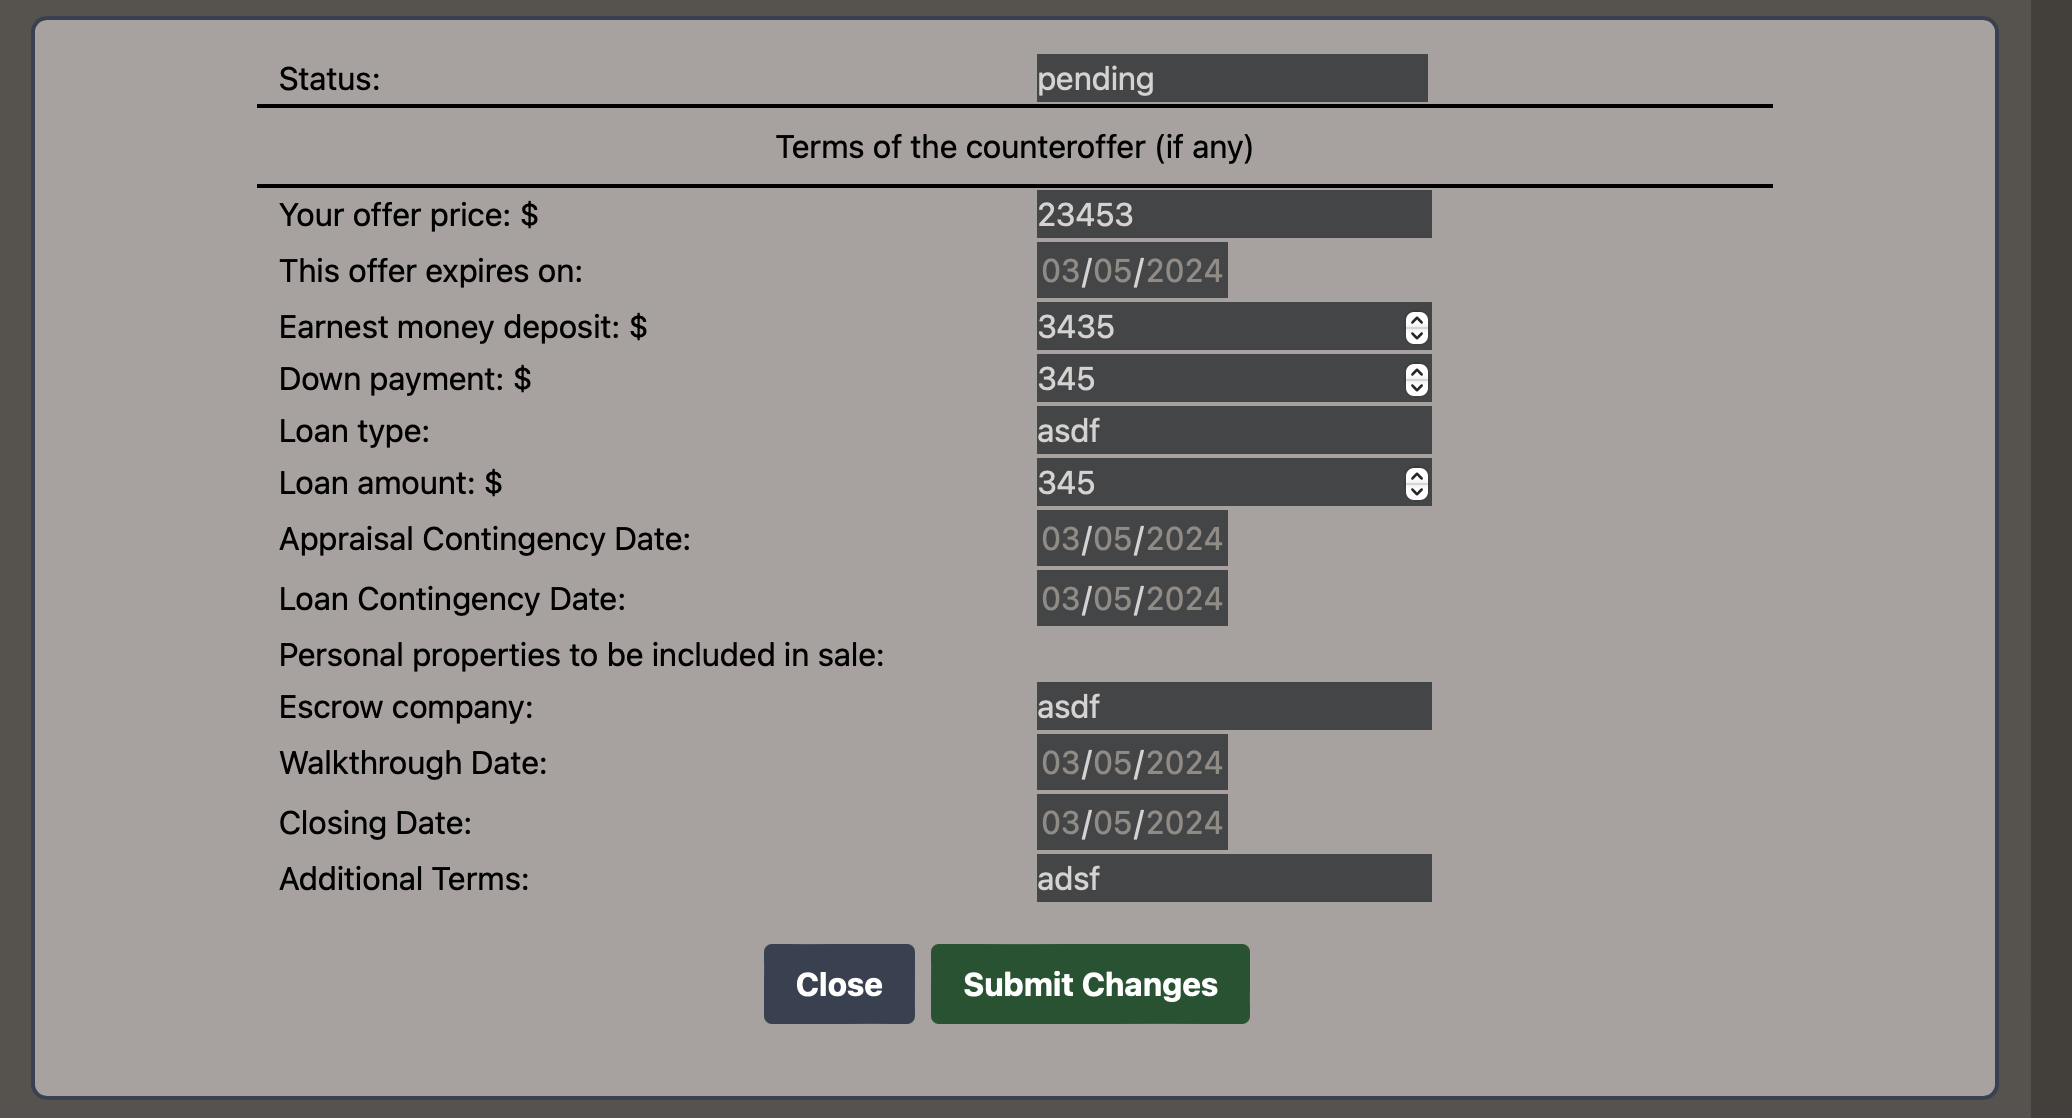 Status: pending
Terms of the counteroffer (if any)
Your offer price: $ 23453
This offer expires on: 03/05/2024
Earnest money deposit: $ 3435
Down payment: $ 345
Loan type: asdf
Loan amount: $ 345
Appraisal Contingency Date: 03/05/2024
Loan Contingency Date: 03/05/2024
Personal properties to be included in sale:
Escrow company: asdf
Walkthrough Date: 03/05/2024
Closing Date: 03/05/2024
Additional Terms: adsf
Close Submit Changes